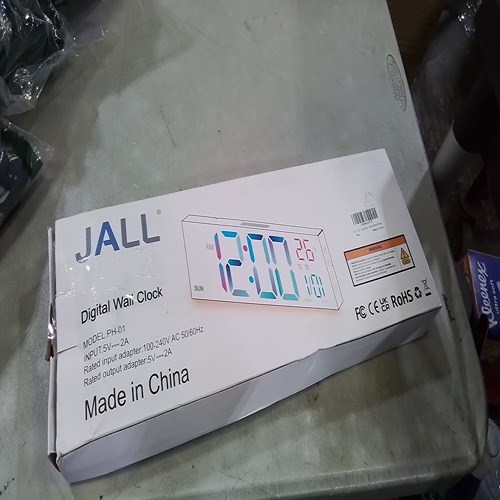 JALL®
Digital Wall Clock
MODEL:PH-01
INPUT:5V⎓2A
Rated input adapter:100-240V AC 50/60Hz
Rated output adapter:5V⎓2A
Made in China
AM
12:00
26
SUN
FC CE UK CA RoHS
Kleenex